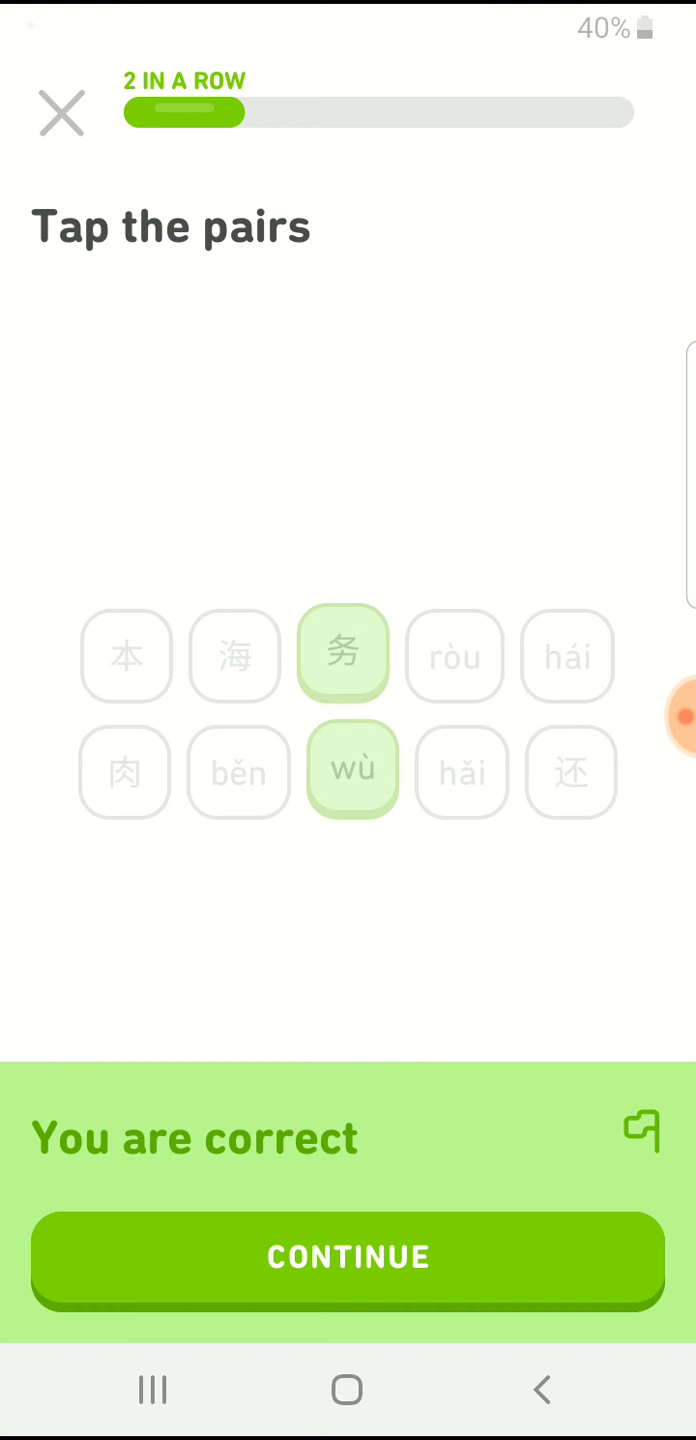 40%
2 IN A ROW
Tap the pairs
本 海 务 ròu hái
肉 běn wù hǎi 还
You are correct
CONTINUE